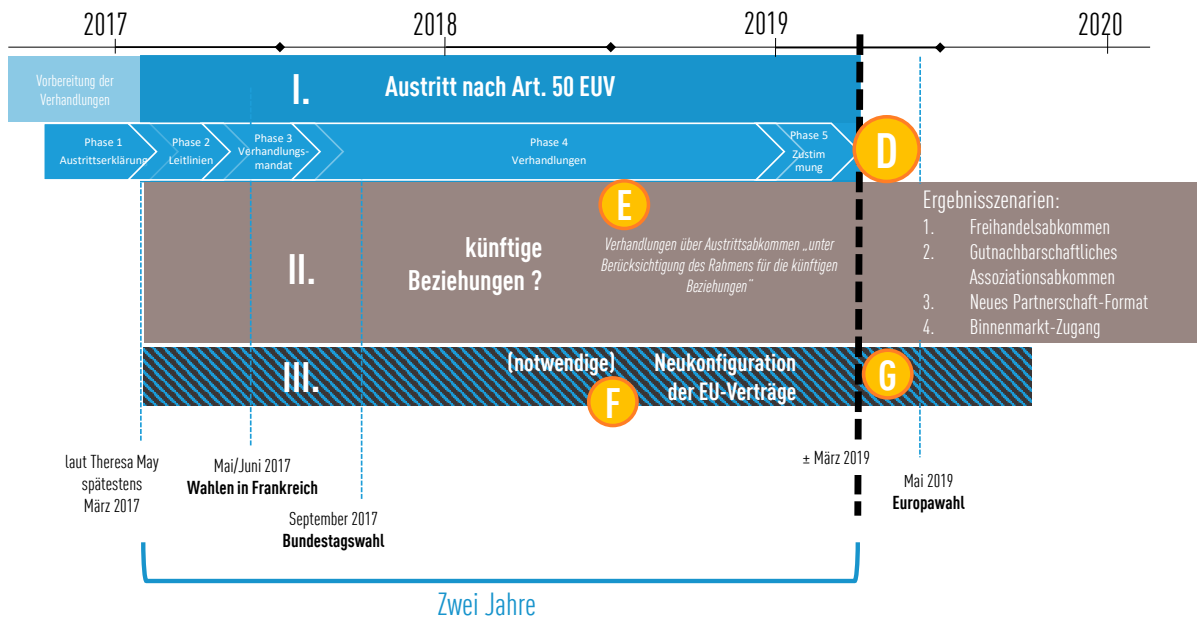 2017
2018
2019
2020
Vorbereitung der
Verhandlungen
I.
Austritt nach Art. 50 EUV
Phase 1
Austrittserklärung
Phase 2
Leitlinien
Phase 3
Verhandlungs-
mandat
Phase 4
Verhandlungen
Phase 5
Zustim
mung
D
E
II.
künftige
Beziehungen ?
Verhandlungen über Austrittsabkommen „unter
Berücksichtigung des Rahmens für die künftigen
Beziehungen“
Ergebnisszenarien:
1. Freihandelsabkommen
2. Gutnachbarschaftliches
Assoziationsabkommen
3. Neues Partnerschaft-Format
4. Binnenmarkt-Zugang
III.
(notwendige) Neukonfiguration
der EU-Verträge
F
G
laut Theresa May
spätestens
März 2017
Mai/Juni 2017
Wahlen in Frankreich
September 2017
Bundestagswahl
± März 2019
Mai 2019
Europawahl
Zwei Jahre